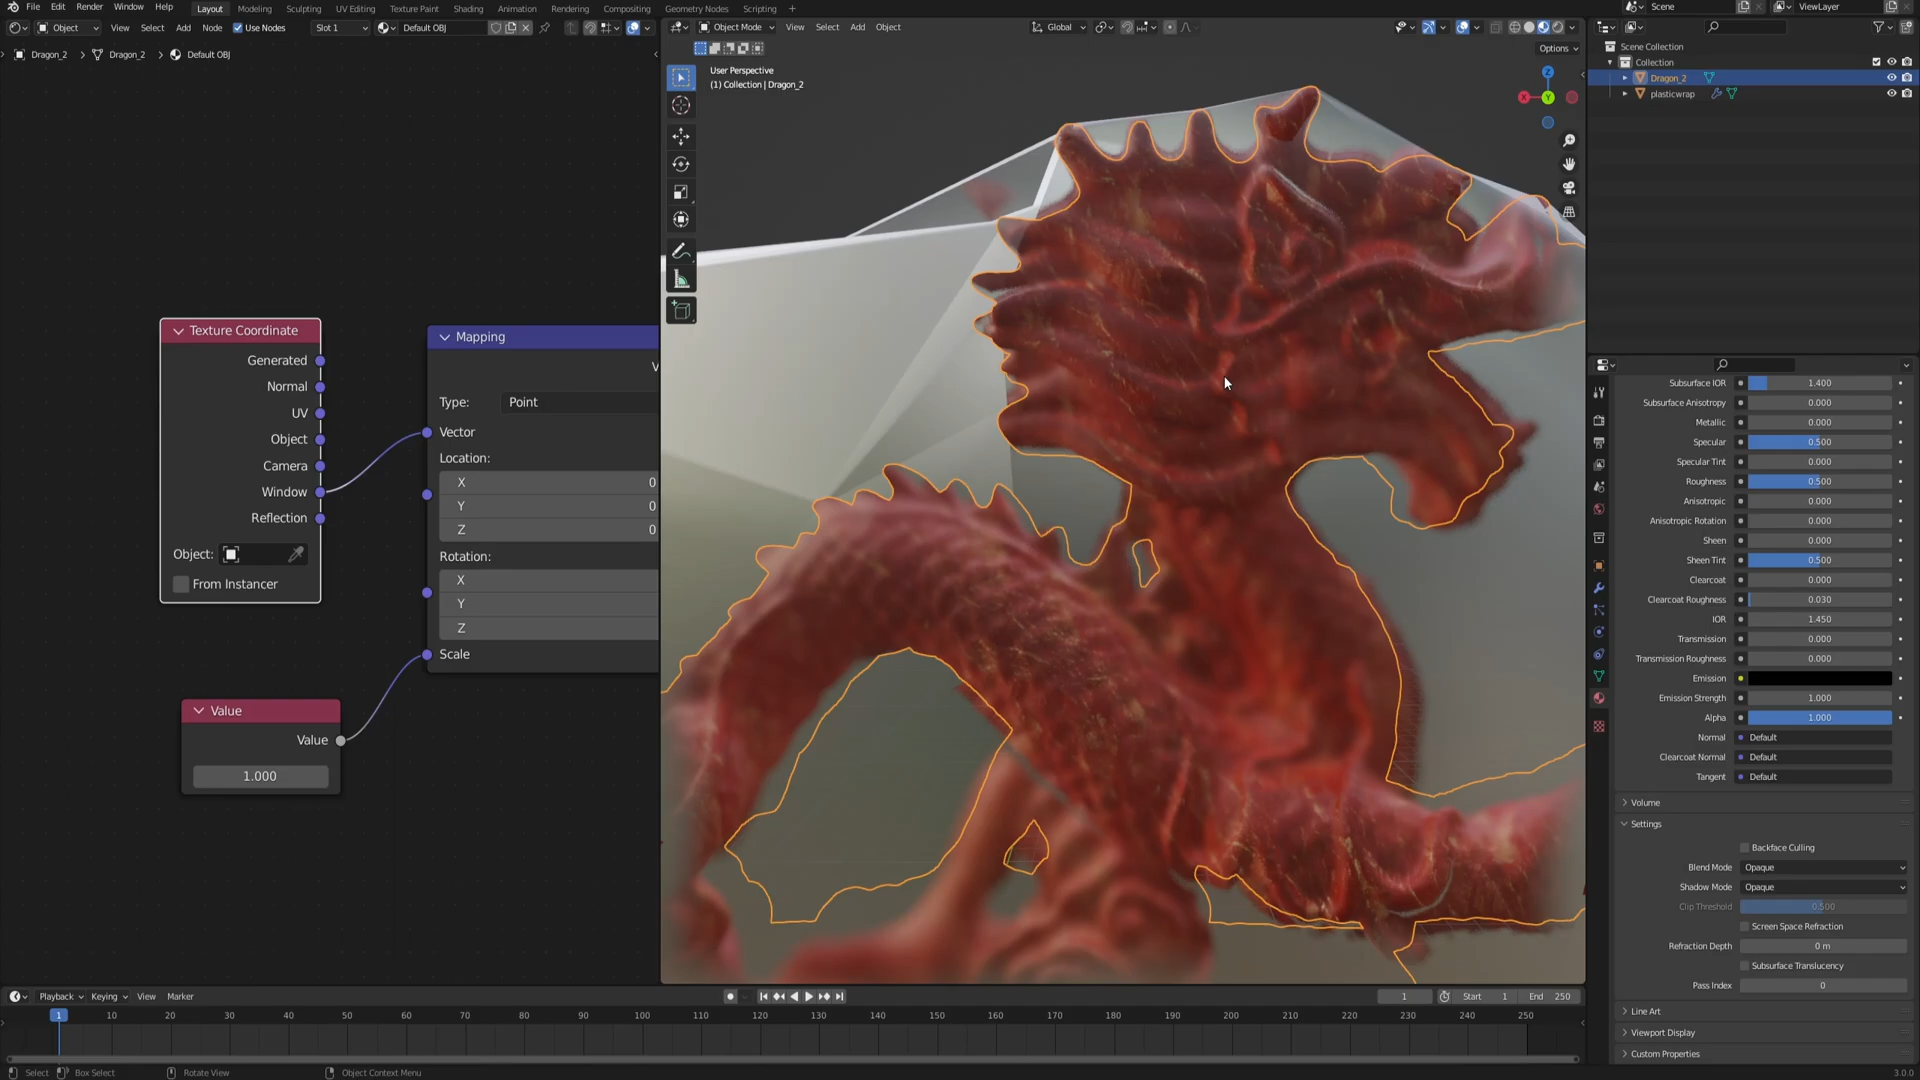 File Edit Render Window Help Layout Modeling Sculpting UV Editing Texture Paint Shading Animation Rendering Compositing Geometry Nodes Scripting + Scene ViewLayer
Object View Select Add Node Use Nodes Slot 1 Default OBJ Object Mode View Select Add Object Global
Options
Dragon_2 Dragon_2 Default OBJ
User Perspective
(1) Collection | Dragon_2
Z
X
Y
Scene Collection
Collection
Dragon_2
plasticwrap
Texture Coordinate
Generated
Normal
UV
Object
Camera
Window
Reflection
Object:
From Instancer
Value
Value
1.000
Mapping
V
Type: Point
Vector
Location:
X 0
Y 0
Z 0
Rotation:
X
Y
Z
Scale
Subsurface IOR 1.400
Subsurface Anisotropy 0.000
Metallic 0.000
Specular 0.500
Specular Tint 0.000
Roughness 0.500
Anisotropic 0.000
Anisotropic Rotation 0.000
Sheen 0.000
Sheen Tint 0.500
Clearcoat 0.000
Clearcoat Roughness 0.030
IOR 1.450
Transmission 0.000
Transmission Roughness 0.000
Emission
Emission Strength 1.000
Alpha 1.000
Normal Default
Clearcoat Normal Default
Tangent Default
Volume
Settings
Backface Culling
Blend Mode Opaque
Shadow Mode Opaque
Clip Threshold 0.500
Screen Space Refraction
Refraction Depth 0 m
Subsurface Translucency
Pass Index 0
Line Art
Viewport Display
Custom Properties
Playback Keying View Marker 1 Start 1 End 250
1 10 20 30 40 50 60 70 80 90 100 110 120 130 140 150 160 170 180 190 200 210 220 230 240 250
Select Box Select Rotate View Object Context Menu 3.0.0